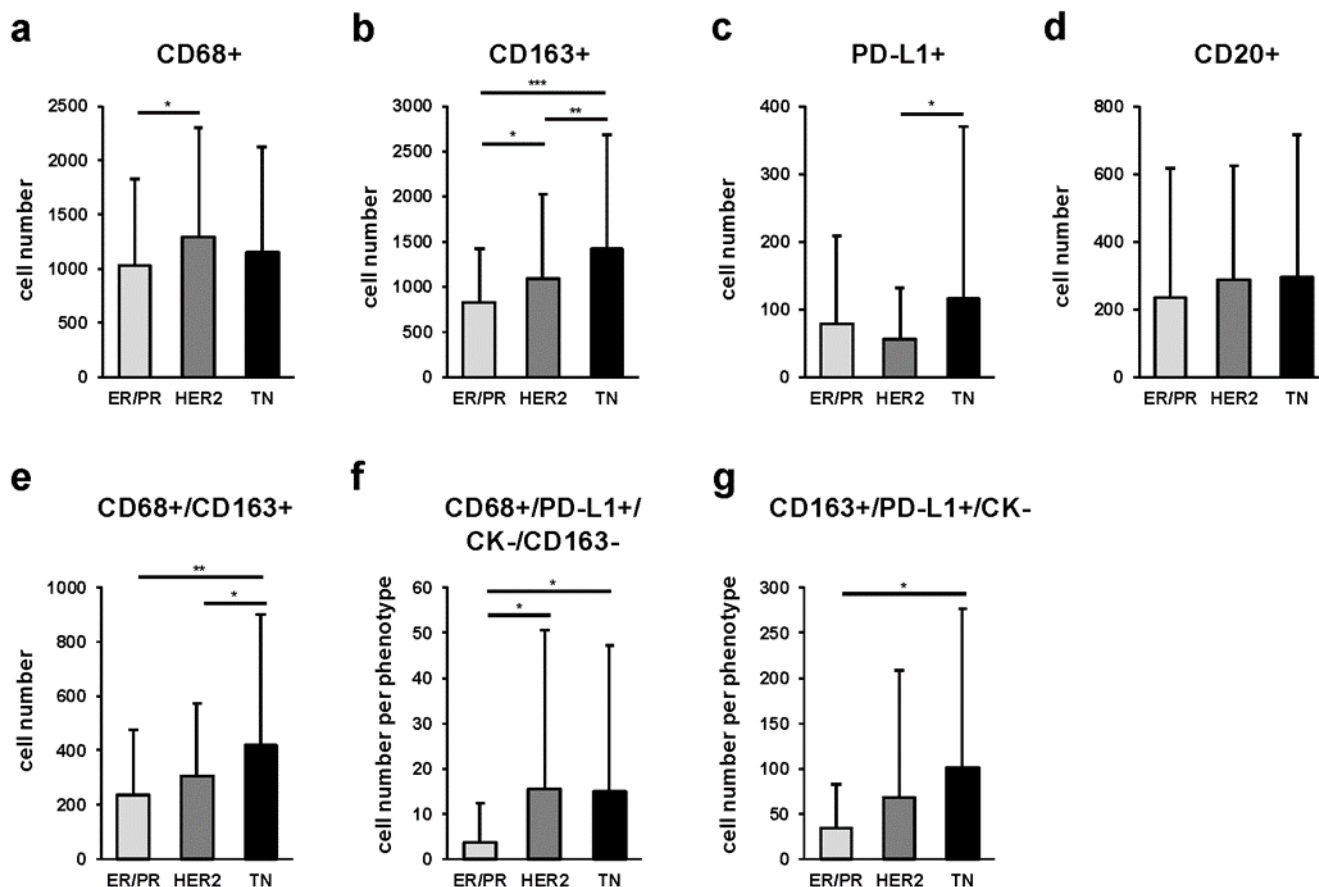 a
CD68+
2500
2000
1500
1000
500
0
cell number
*
ER/PR HER2 TN
b
CD163+
3000
2500
2000
1500
1000
500
0
cell number
***
**
*
ER/PR HER2 TN
c
PD-L1+
400
300
200
100
0
cell number
*
ER/PR HER2 TN
d
CD20+
800
600
400
200
0
cell number
ER/PR HER2 TN
e
CD68+/CD163+
1000
800
600
400
200
0
cell number
**
*
ER/PR HER2 TN
f
CD68+/PD-L1+/
CK-/CD163-
60
50
40
30
20
10
0
cell number per phenotype
*
*
ER/PR HER2 TN
g
CD163+/PD-L1+/CK-
300
250
200
150
100
50
0
cell number per phenotype
*
ER/PR HER2 TN